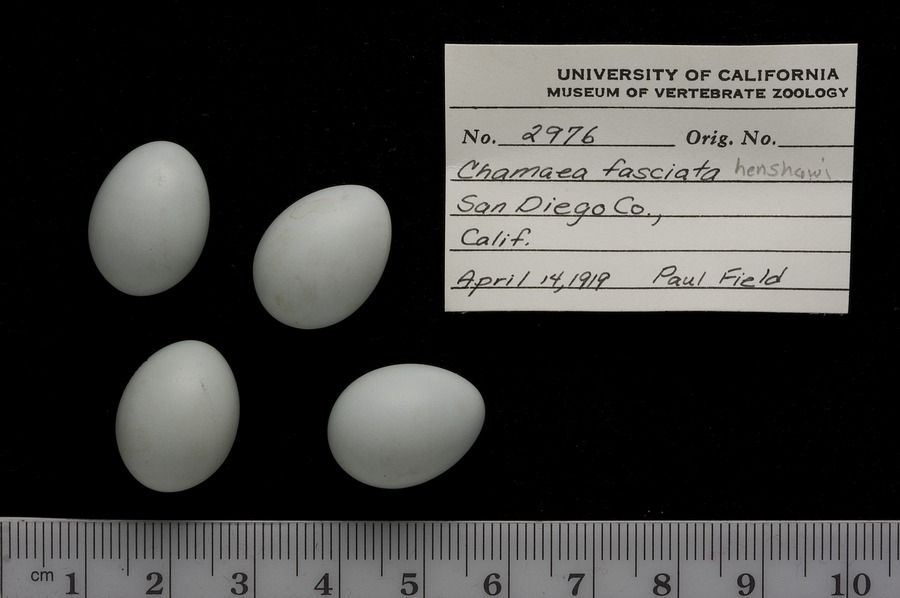 UNIVERSITY OF CALIFORNIA
MUSEUM OF VERTEBRATE ZOOLOGY
No. 2976 Orig. No.
Chamaea fasciata henshawi
San Diego Co.,
Calif.
April 14, 1919 Paul Field
cm 1 2 3 4 5 6 7 8 9 10